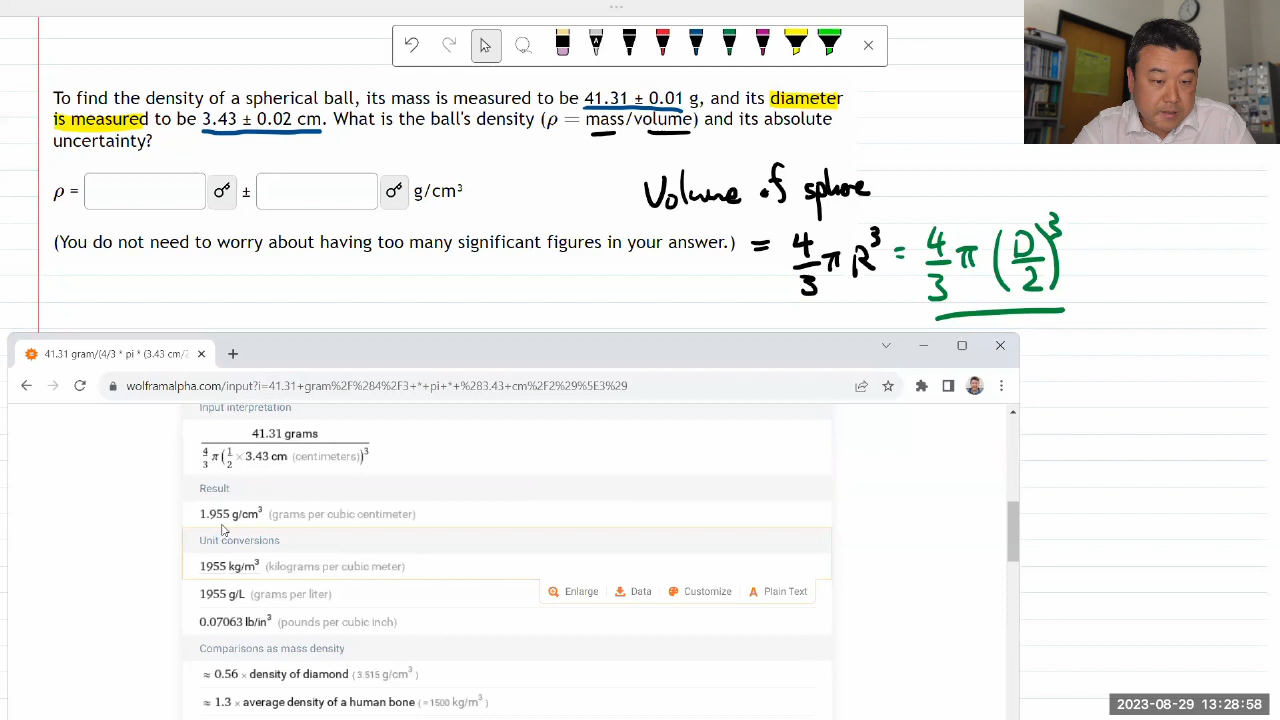 To find the density of a spherical ball, its mass is measured to be 41.31 ± 0.01 g, and its diameter
is measured to be 3.43 ± 0.02 cm. What is the ball's density (ρ = mass/volume) and its absolute
uncertainty?
ρ = ± g/cm³
(You do not need to worry about having too many significant figures in your answer.)
Volume of sphere
= 4/3 π R³ = 4/3 π (D/2)³
41.31 gram/(4/3 * pi * (3.43 cm/2
wolframalpha.com/input?i=41.31+gram%2F%284%2F3+*+pi+*+%283.43+cm%2F2%29%5E3%29
Input interpretation
41.31 grams
4/3 π (1/2 × 3.43 cm (centimeters))³
Result
1.955 g/cm³ (grams per cubic centimeter)
Unit conversions
1955 kg/m³ (kilograms per cubic meter)
Enlarge Data Customize Plain Text
1955 g/L (grams per liter)
0.07063 lb/in³ (pounds per cubic inch)
Comparisons as mass density
≈ 0.56 × density of diamond ( 3.515 g/cm³ )
≈ 1.3 × average density of a human bone ( ≈ 1500 kg/m³ )
2023-08-29 13:28:58